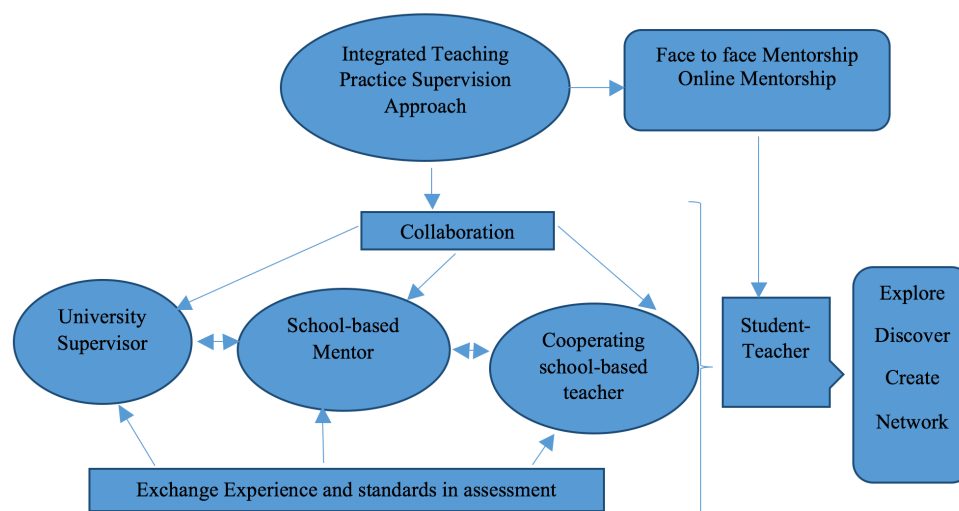 Integrated Teaching
Practice Supervision
Approach
Face to face Mentorship
Online Mentorship
Collaboration
University
Supervisor
School-based
Mentor
Cooperating
school-based
teacher
Student-
Teacher
Explore
Discover
Create
Network
Exchange Experience and standards in assessment